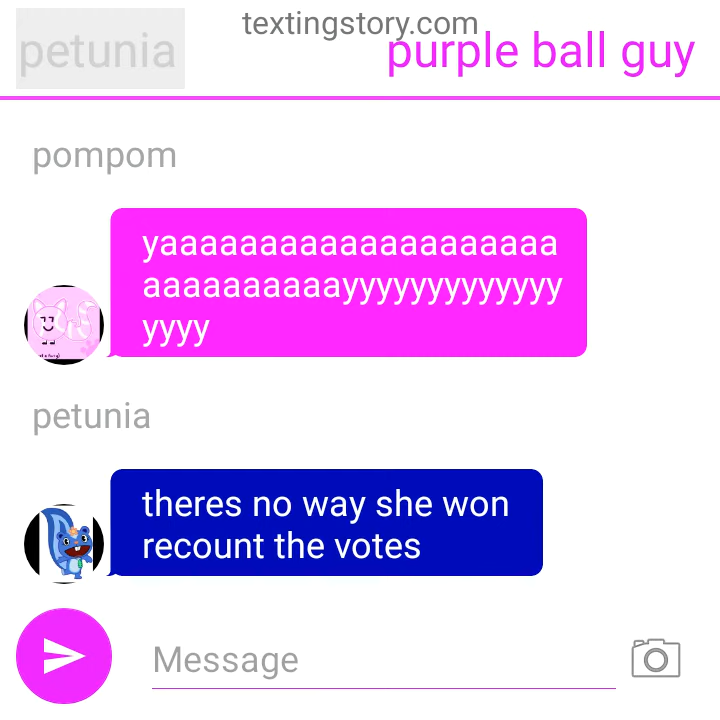 textingstory.com
petunia
purple ball guy
pompom
yaaaaaaaaaaaaaaaaaaaa
aaaaaaaaaayyyyyyyyyyyyy
yyyy
petunia
theres no way she won
recount the votes
Message